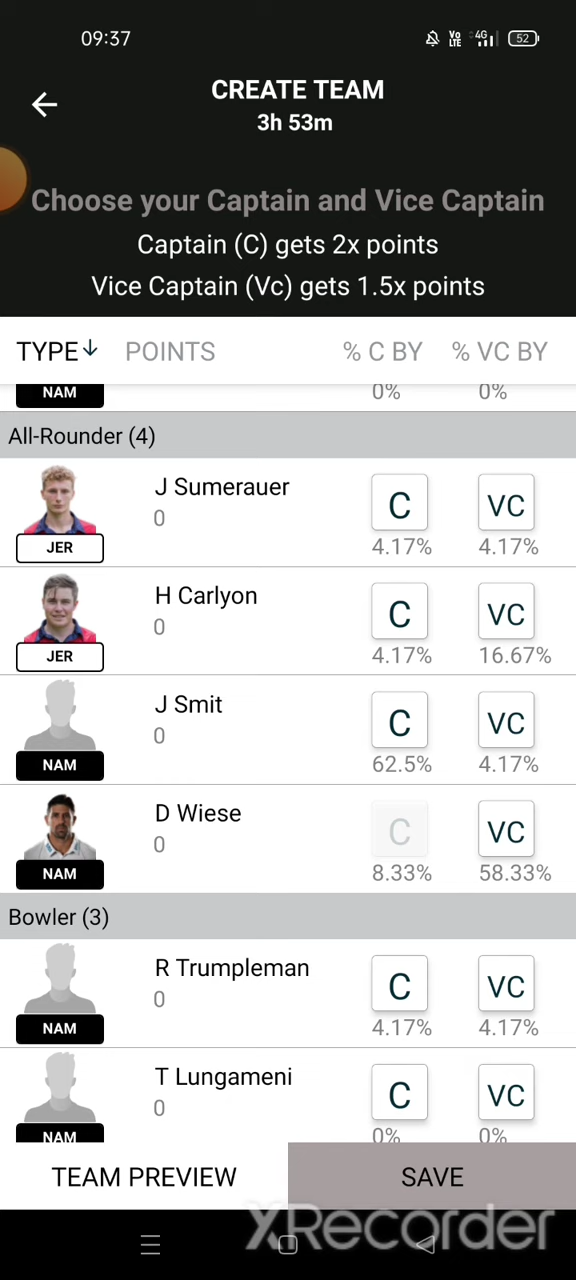 09:37
Vo LTE 4G 52
CREATE TEAM
3h 53m
Choose your Captain and Vice Captain
Captain (C) gets 2x points
Vice Captain (Vc) gets 1.5x points
TYPE↓ POINTS % C BY % VC BY
NAM 0% 0%
All-Rounder (4)
J Sumerauer
0 C VC
JER 4.17% 4.17%
H Carlyon
0 C VC
JER 4.17% 16.67%
J Smit
0 C VC
NAM 62.5% 4.17%
D Wiese
0 C VC
NAM 8.33% 58.33%
Bowler (3)
R Trumpleman
0 C VC
NAM 4.17% 4.17%
T Lungameni
0 C VC
NAM 0% 0%
TEAM PREVIEW SAVE
XRecorder